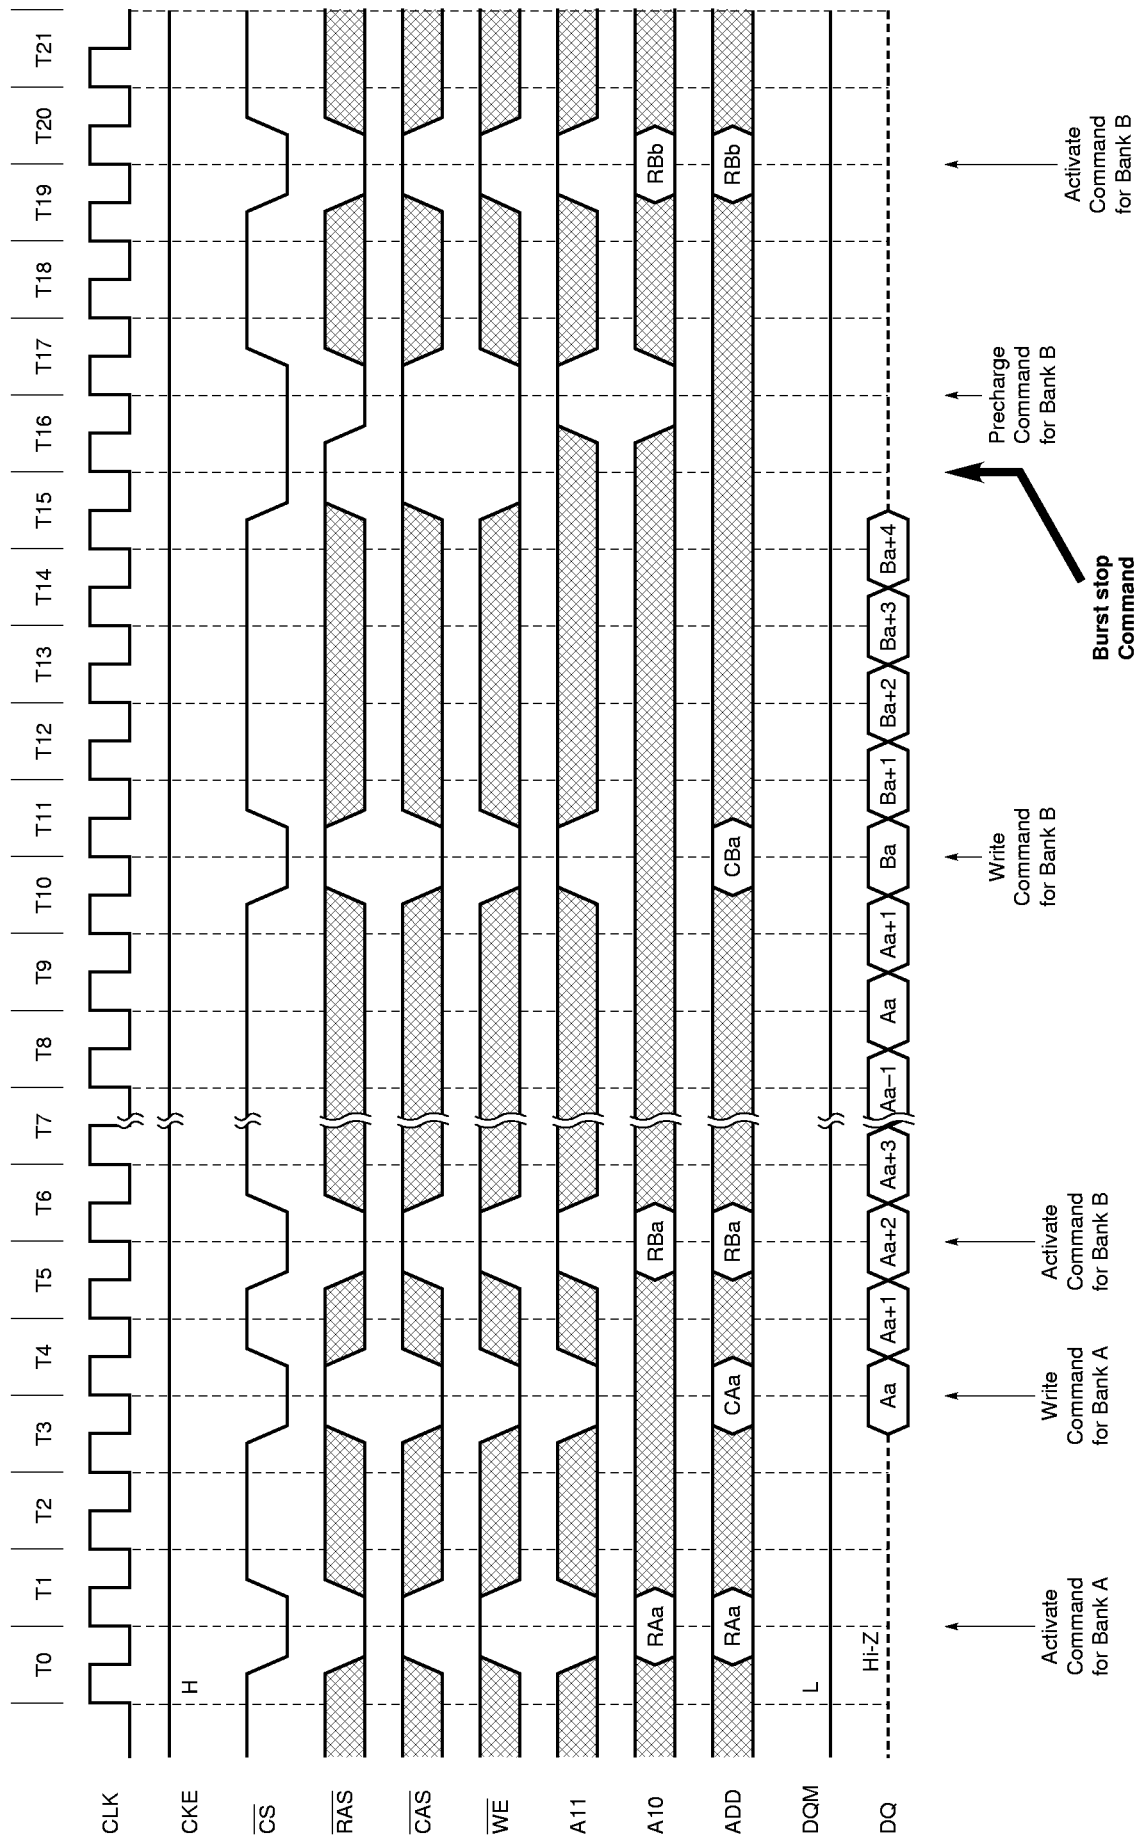 T0 T1 T2 T3 T4 T5 T6 T7 T8 T9 T10 T11 T12 T13 T14 T15 T16 T17 T18 T19 T20 T21
CLK
CKE H
CS
RAS
CAS
WE
A11
A10 RAa RBa RBb
ADD RAa CAa RBa CBa RBb
DQM L
DQ Hi-Z Aa Aa+1 Aa+2 Aa+3 Aa−1 Aa Aa+1 Ba Ba+1 Ba+2 Ba+3 Ba+4
Activate
Command
for Bank A
Write
Command
for Bank A
Activate
Command
for Bank B
Write
Command
for Bank B
Burst stop
Command
Precharge
Command
for Bank B
Activate
Command
for Bank B